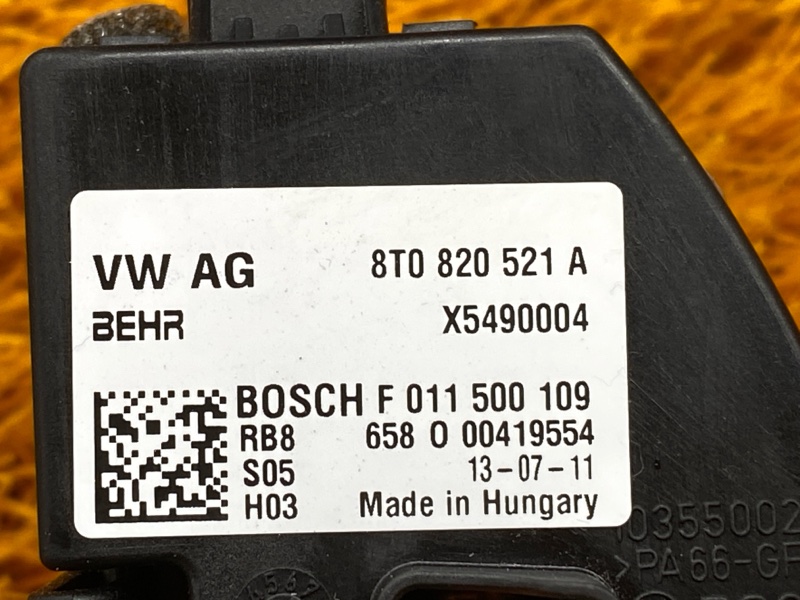 VW AG 8T0 820 521 A
BEHR X5490004
BOSCH F 011 500 109
RB8 658 0 00419554
S05 13-07-11
H03 Made in Hungary
10355002
>PA66-GF